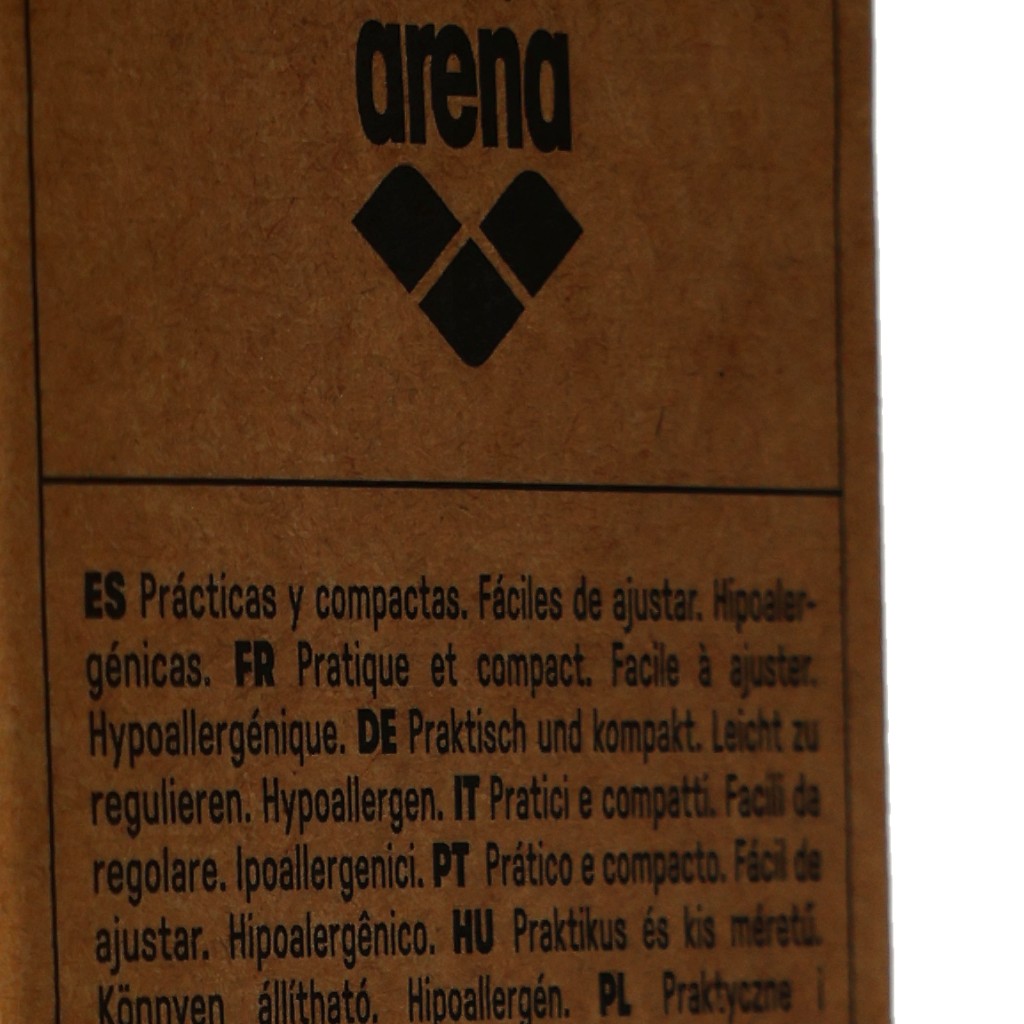 arena
ES Prácticas y compactas. Fáciles de ajustar. Hipoaler-
génicas. FR Pratique et compact. Facile à ajuster.
Hypoallergénique. DE Praktisch und kompakt. Leicht zu
regulieren. Hypoallergen. IT Pratici e compatti. Facili da
regolare. Ipoallergenici. PT Prático e compacto. Fácil de
ajustar. Hipoalergênico. HU Praktikus és kis méretű.
Könnyen állítható. Hipoallergén. PL Praktyczne i